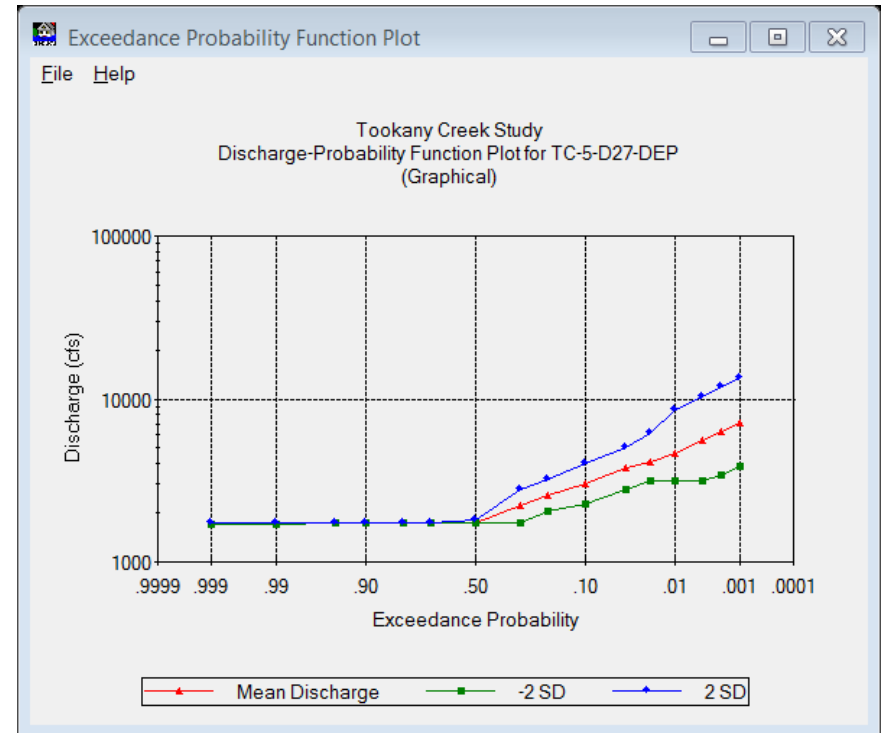 Exceedance Probability Function Plot
File Help
Tookany Creek Study
Discharge-Probability Function Plot for TC-5-D27-DEP
(Graphical)
100000
10000
1000
Discharge (cfs)
.9999 .999 .99 .90 .50 .10 .01 .001 .0001
Exceedance Probability
Mean Discharge -2 SD 2 SD